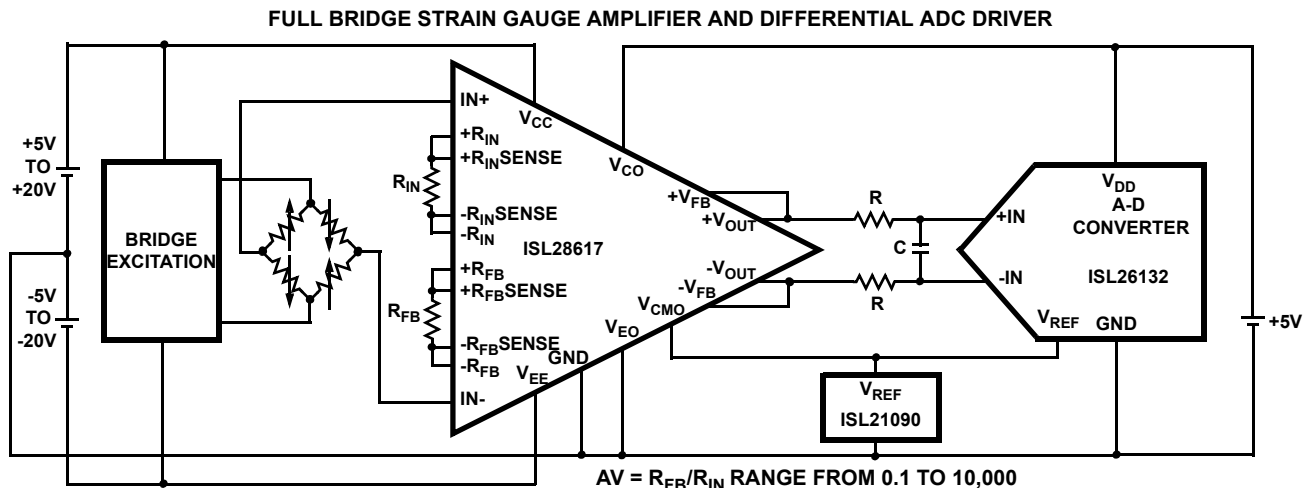 FULL BRIDGE STRAIN GAUGE AMPLIFIER AND DIFFERENTIAL ADC DRIVER
+5V
TO
+20V
-5V
TO
-20V
BRIDGE
EXCITATION
IN+
+RIN
+RINSENSE
RIN
-RINSENSE
-RIN
+RFB
+RFBSENSE
RFB
-RFBSENSE
-RFB
IN-
VCC
VCO
ISL28617
+VFB
+VOUT
-VOUT
-VFB
VCMO
VEO
GND
VEE
R
C
R
VDD
A-D
CONVERTER
+IN
-IN
ISL26132
VREF
GND
+5V
VREF
ISL21090
AV = RFB/RIN RANGE FROM 0.1 TO 10,000